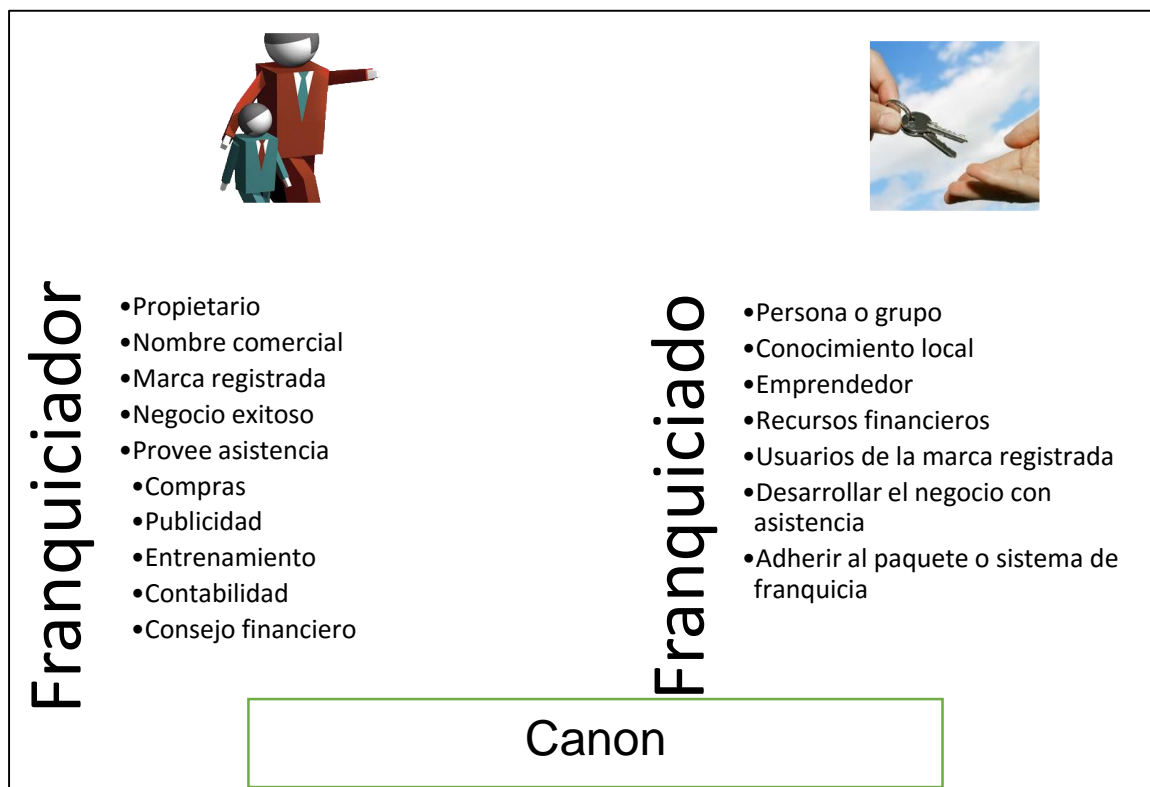 Franquiciador
•Propietario
•Nombre comercial
•Marca registrada
•Negocio exitoso
•Provee asistencia
•Compras
•Publicidad
•Entrenamiento
•Contabilidad
•Consejo financiero
Franquiciado
•Persona o grupo
•Conocimiento local
•Emprendedor
•Recursos financieros
•Usuarios de la marca registrada
•Desarrollar el negocio con
asistencia
•Adherir al paquete o sistema de
franquicia
Canon